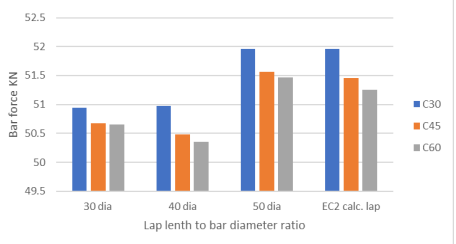 52.5
52
51.5
51
50.5
50
49.5
Bar force KN
30 dia
40 dia
50 dia
EC2 calc. lap
Lap lenth to bar diameter ratio
C30
C45
C60